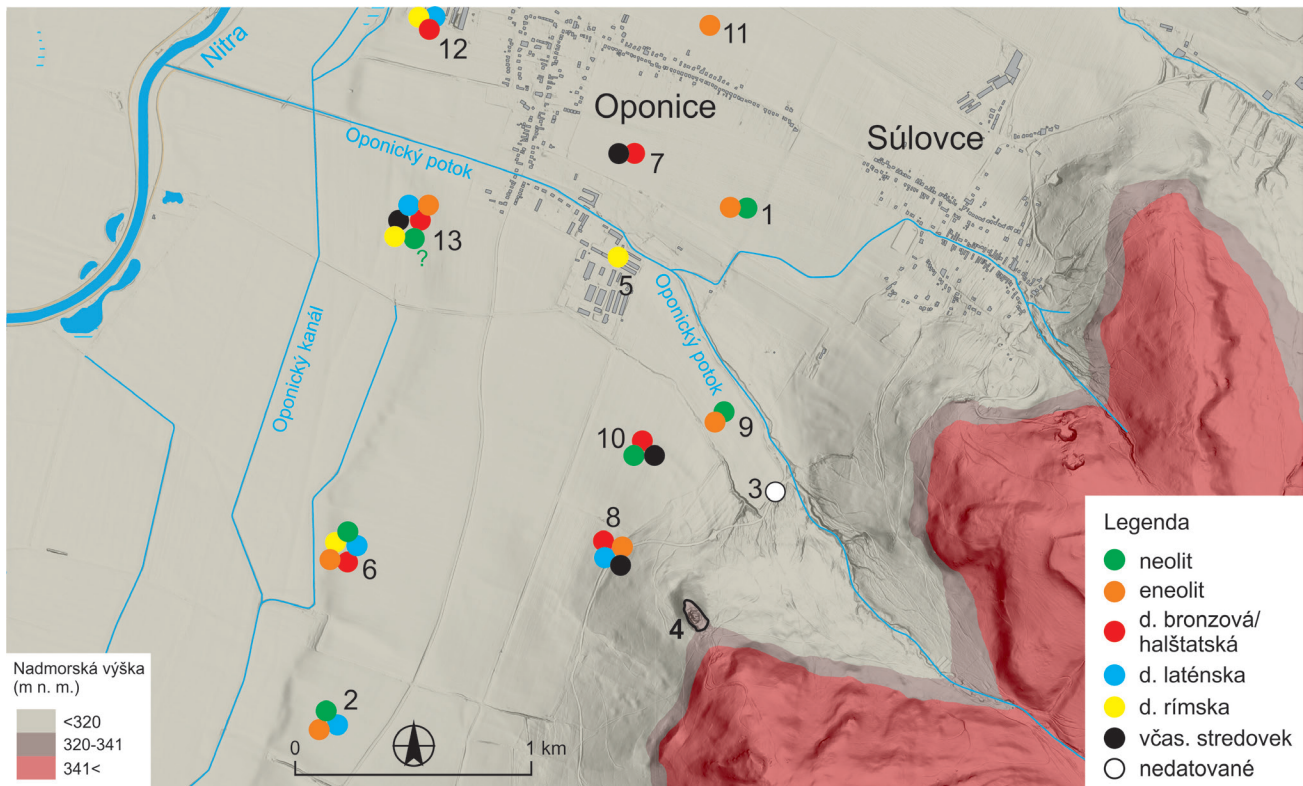 12
11
Nitra
Oponice
Súlovce
Oponický potok
7
1
13
?
5
Oponický potok
Oponický kanál
9
10
3
8
6
4
2
0
1 km
Nadmorská výška
(m n. m.)
<320
320-341
341<
Legenda
neolit
eneolit
d. bronzová/
halštatská
d. laténska
d. rímska
včas. stredovek
nedatované